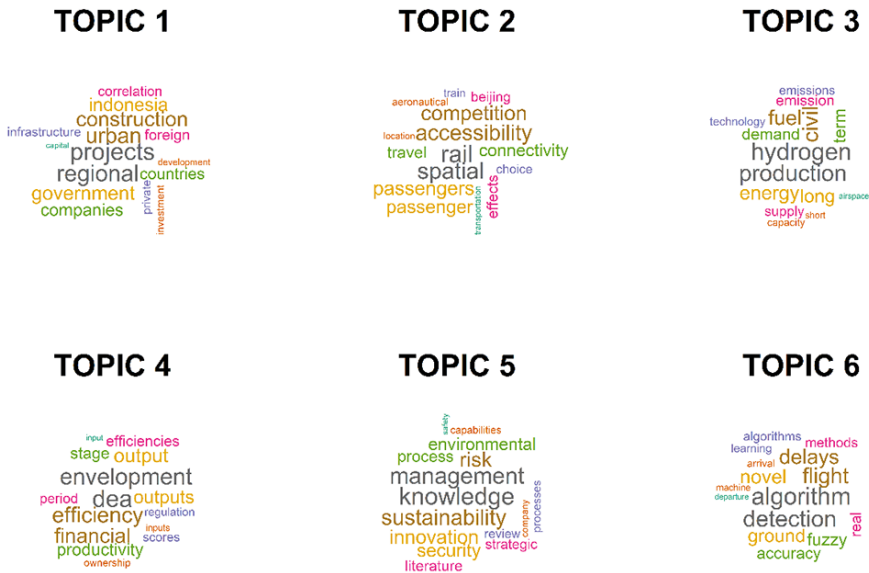 TOPIC 1
correlation
indonesia
construction
infrastructure urban foreign
capital
projects
development
regional countries
government
companies
private
investment
TOPIC 2
train
aeronautical beijing
competition
location accessibility
travel rail connectivity
spatial choice
passengers
passenger
transportation
effects
TOPIC 3
emissions
emission
technology fuel civil
demand term
hydrogen
production
energy long airspace
supply short
capacity
TOPIC 4
input efficiencies
stage output
envelopment
period dea outputs
efficiency regulation
inputs
financial scores
productivity
ownership
TOPIC 5
safety
capabilities
environmental
process risk
management
knowledge
sustainability
company
processes
innovation review
security strategic
literature
TOPIC 6
algorithms
learning methods
arrival delays
novel flight
machine
departure algorithm
detection real
ground fuzzy
accuracy